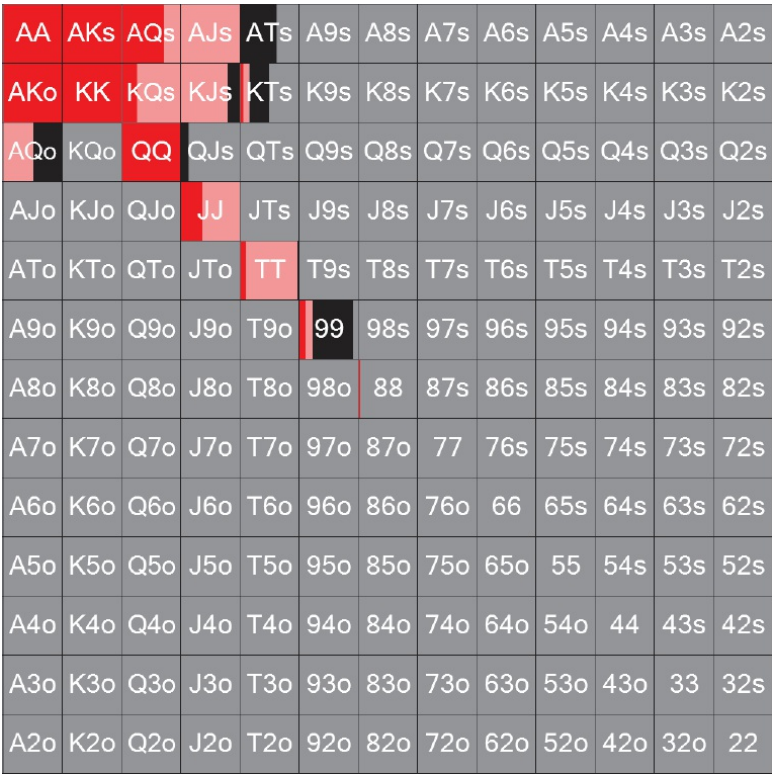 AA AKs AQs AJs ATs A9s A8s A7s A6s A5s A4s A3s A2s
AKo KK KQs KJs KTs K9s K8s K7s K6s K5s K4s K3s K2s
AQo KQo QQ QJs QTs Q9s Q8s Q7s Q6s Q5s Q4s Q3s Q2s
AJo KJo QJo JJ JTs J9s J8s J7s J6s J5s J4s J3s J2s
ATo KTo QTo JTo TT T9s T8s T7s T6s T5s T4s T3s T2s
A9o K9o Q9o J9o T9o 99 98s 97s 96s 95s 94s 93s 92s
A8o K8o Q8o J8o T8o 98o 88 87s 86s 85s 84s 83s 82s
A7o K7o Q7o J7o T7o 97o 87o 77 76s 75s 74s 73s 72s
A6o K6o Q6o J6o T6o 96o 86o 76o 66 65s 64s 63s 62s
A5o K5o Q5o J5o T5o 95o 85o 75o 65o 55 54s 53s 52s
A4o K4o Q4o J4o T4o 94o 84o 74o 64o 54o 44 43s 42s
A3o K3o Q3o J3o T3o 93o 83o 73o 63o 53o 43o 33 32s
A2o K2o Q2o J2o T2o 92o 82o 72o 62o 52o 42o 32o 22